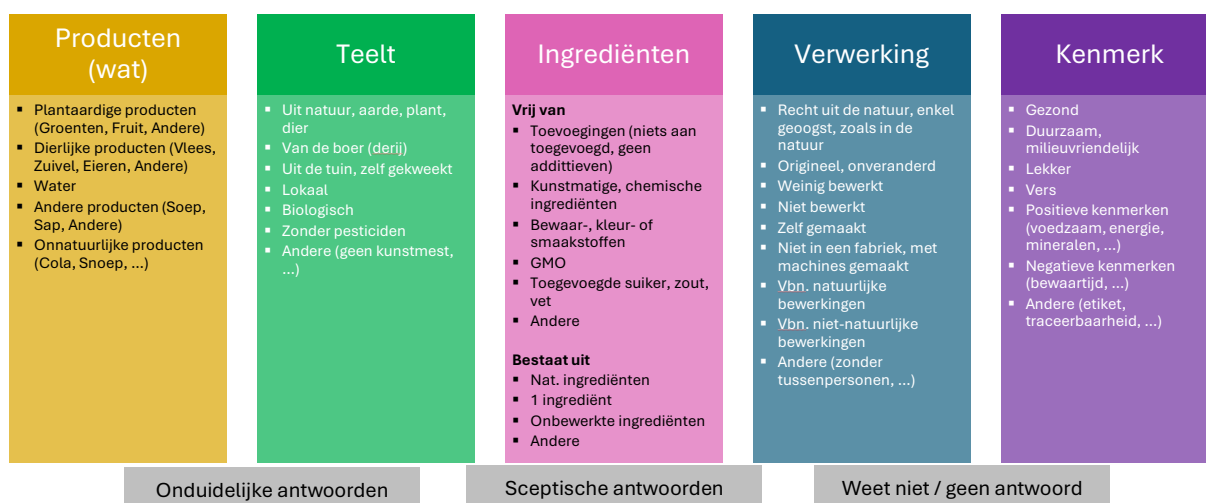 Producten
(wat)
Plantaardige producten
(Groenten, Fruit, Andere)
Dierlijke producten (Vlees,
Zuivel, Eieren, Andere)
Water
Andere producten (Soep,
Sap, Andere)
Onnatuurlijke producten
(Cola, Snoep, ...)
Teelt
Uit natuur, aarde, plant,
dier
Van de boer (derij)
Uit de tuin, zelf gekweekt
Lokaal
Biologisch
Zonder pesticiden
Andere (geen kunstmest,
...)
Ingrediënten
Vrij van
Toevoegingen (niets aan
toegevoegd, geen
addittieven)
Kunstmatige, chemische
ingrediënten
Bewaar-, kleur- of
smaakstoffen
GMO
Toegevoegde suiker, zout,
vet
Andere
Bestaat uit
Nat. ingrediënten
1 ingrediënt
Onbewerkte ingrediënten
Andere
Verwerking
Recht uit de natuur, enkel
geoogst, zoals in de
natuur
Origineel, onveranderd
Weinig bewerkt
Niet bewerkt
Zelf gemaakt
Niet in een fabriek, met
machines gemaakt
Vbn. natuurlijke
bewerkingen
Vbn. niet-natuurlijke
bewerkingen
Andere (zonder
tussenpersonen, ...)
Kenmerk
Gezond
Duurzaam,
milieuvriendelijk
Lekker
Vers
Positieve kenmerken
(voedzaam, energie,
mineralen, ...)
Negatieve kenmerken
(bewaartijd, ...)
Andere (etiket,
traceerbaarheid, ...)
Onduidelijke antwoorden
Sceptische antwoorden
Weet niet / geen antwoord